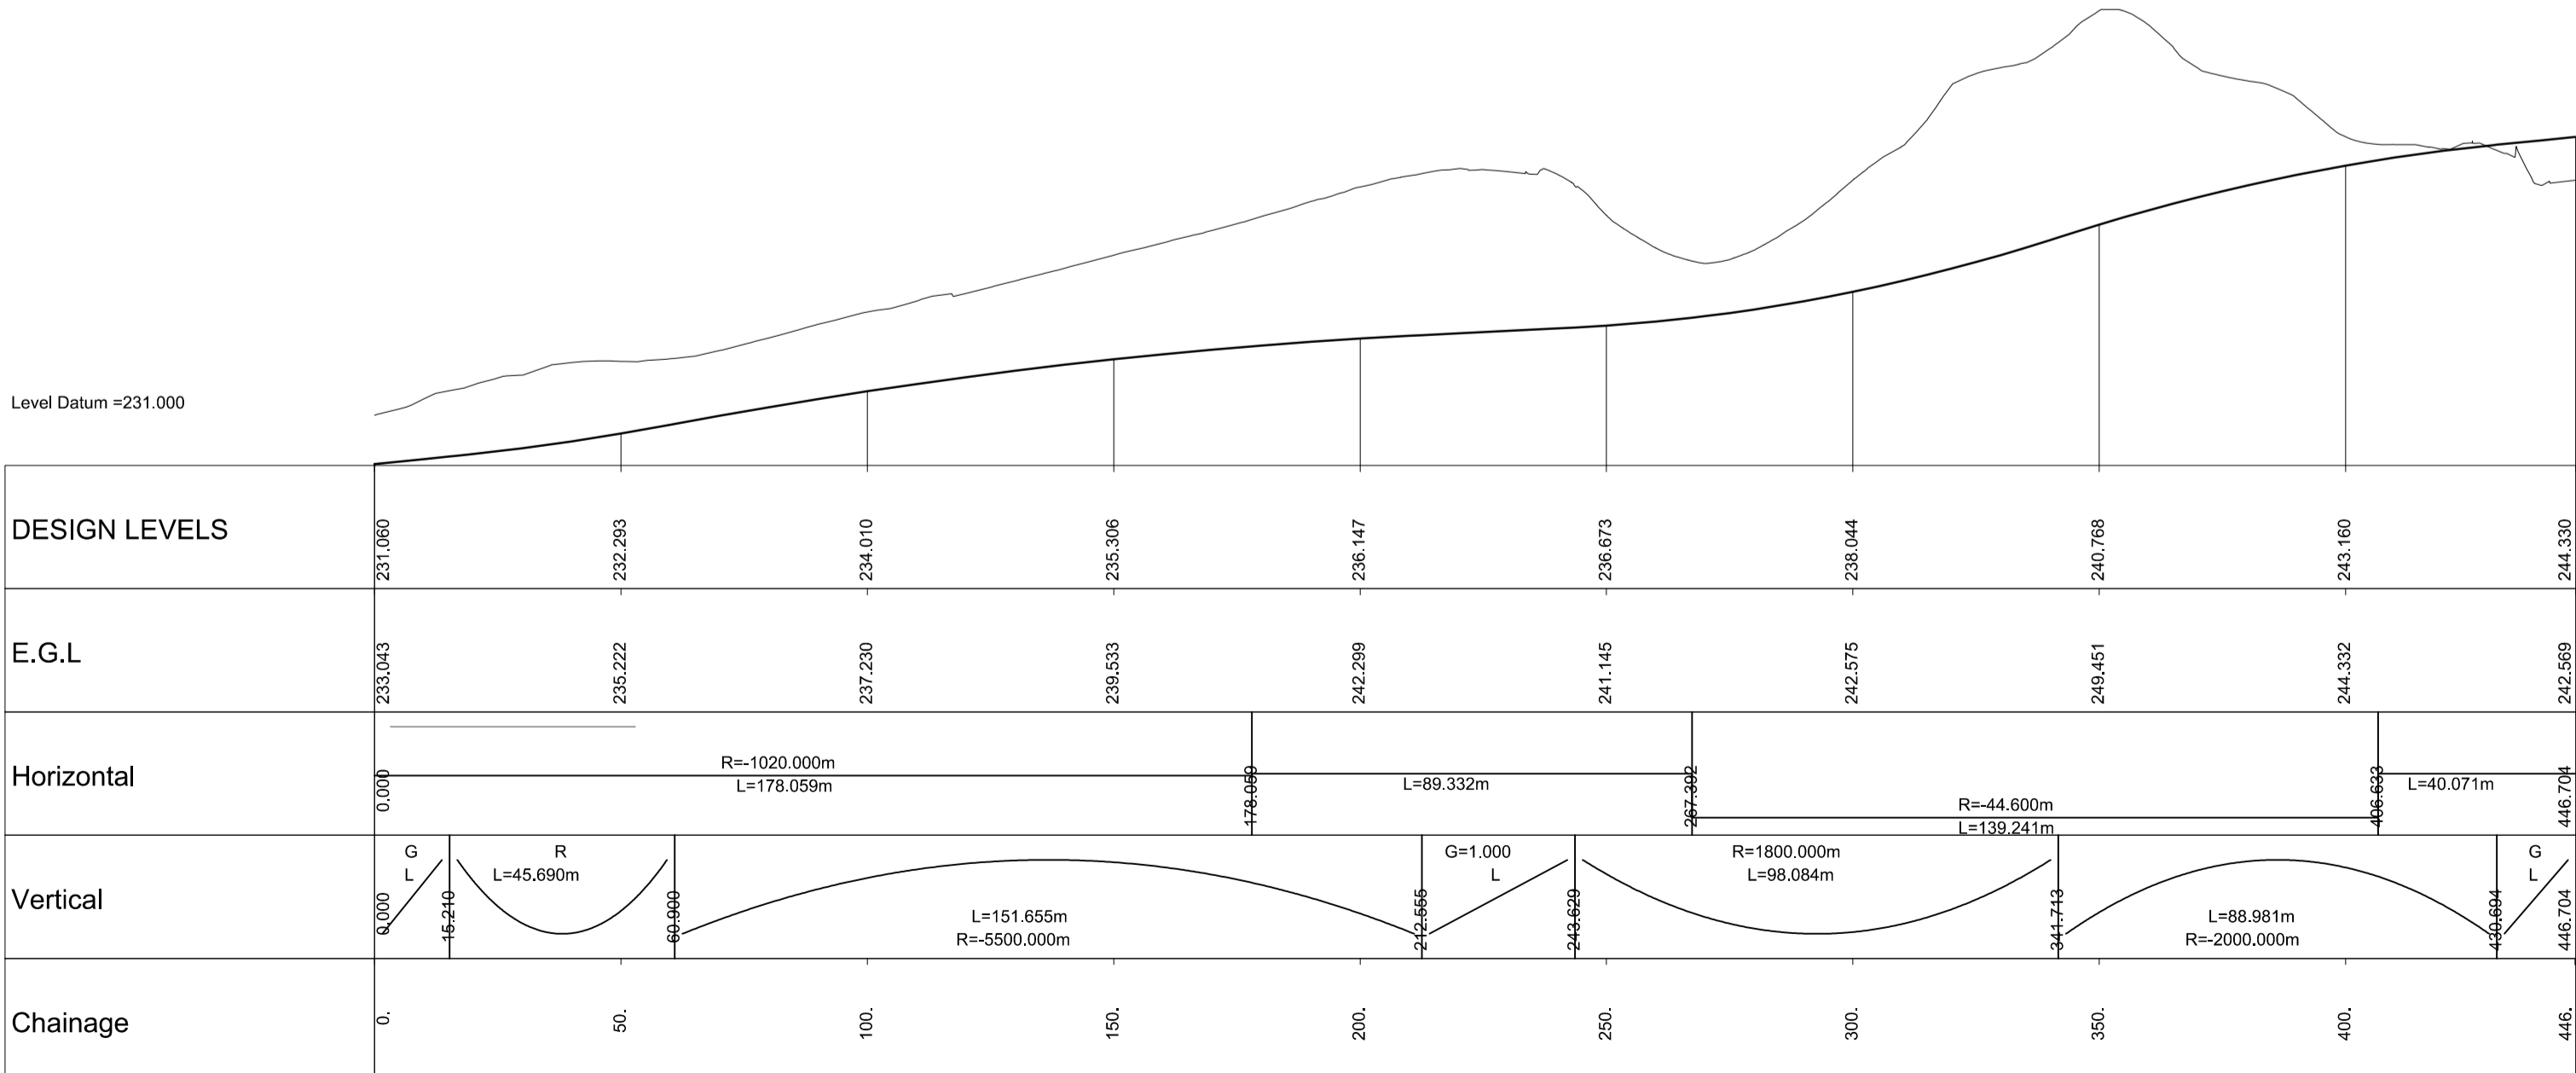 Level Datum =231.000
DESIGN LEVELS
231.060 232.293 234.010 235.306 236.147 236.673 238.044 240.768 243.160 244.330
E.G.L
233.043 235.222 237.230 239.533 242.299 241.145 242.575 249.451 244.332 242.569
Horizontal
0.000 178.059 267.392 406.633 446.704
R=-1020.000m
L=178.059m
L=89.332m
R=-44.600m
L=139.241m
L=40.071m
Vertical
0.000 15.210 60.900 212.555 243.629 341.713 430.694 446.704
G
L
R
L=45.690m
L=151.655m
R=-5500.000m
G=1.000
L
R=1800.000m
L=98.084m
L=88.981m
R=-2000.000m
G
L
Chainage
0. 50. 100. 150. 200. 250. 300. 350. 400. 446.